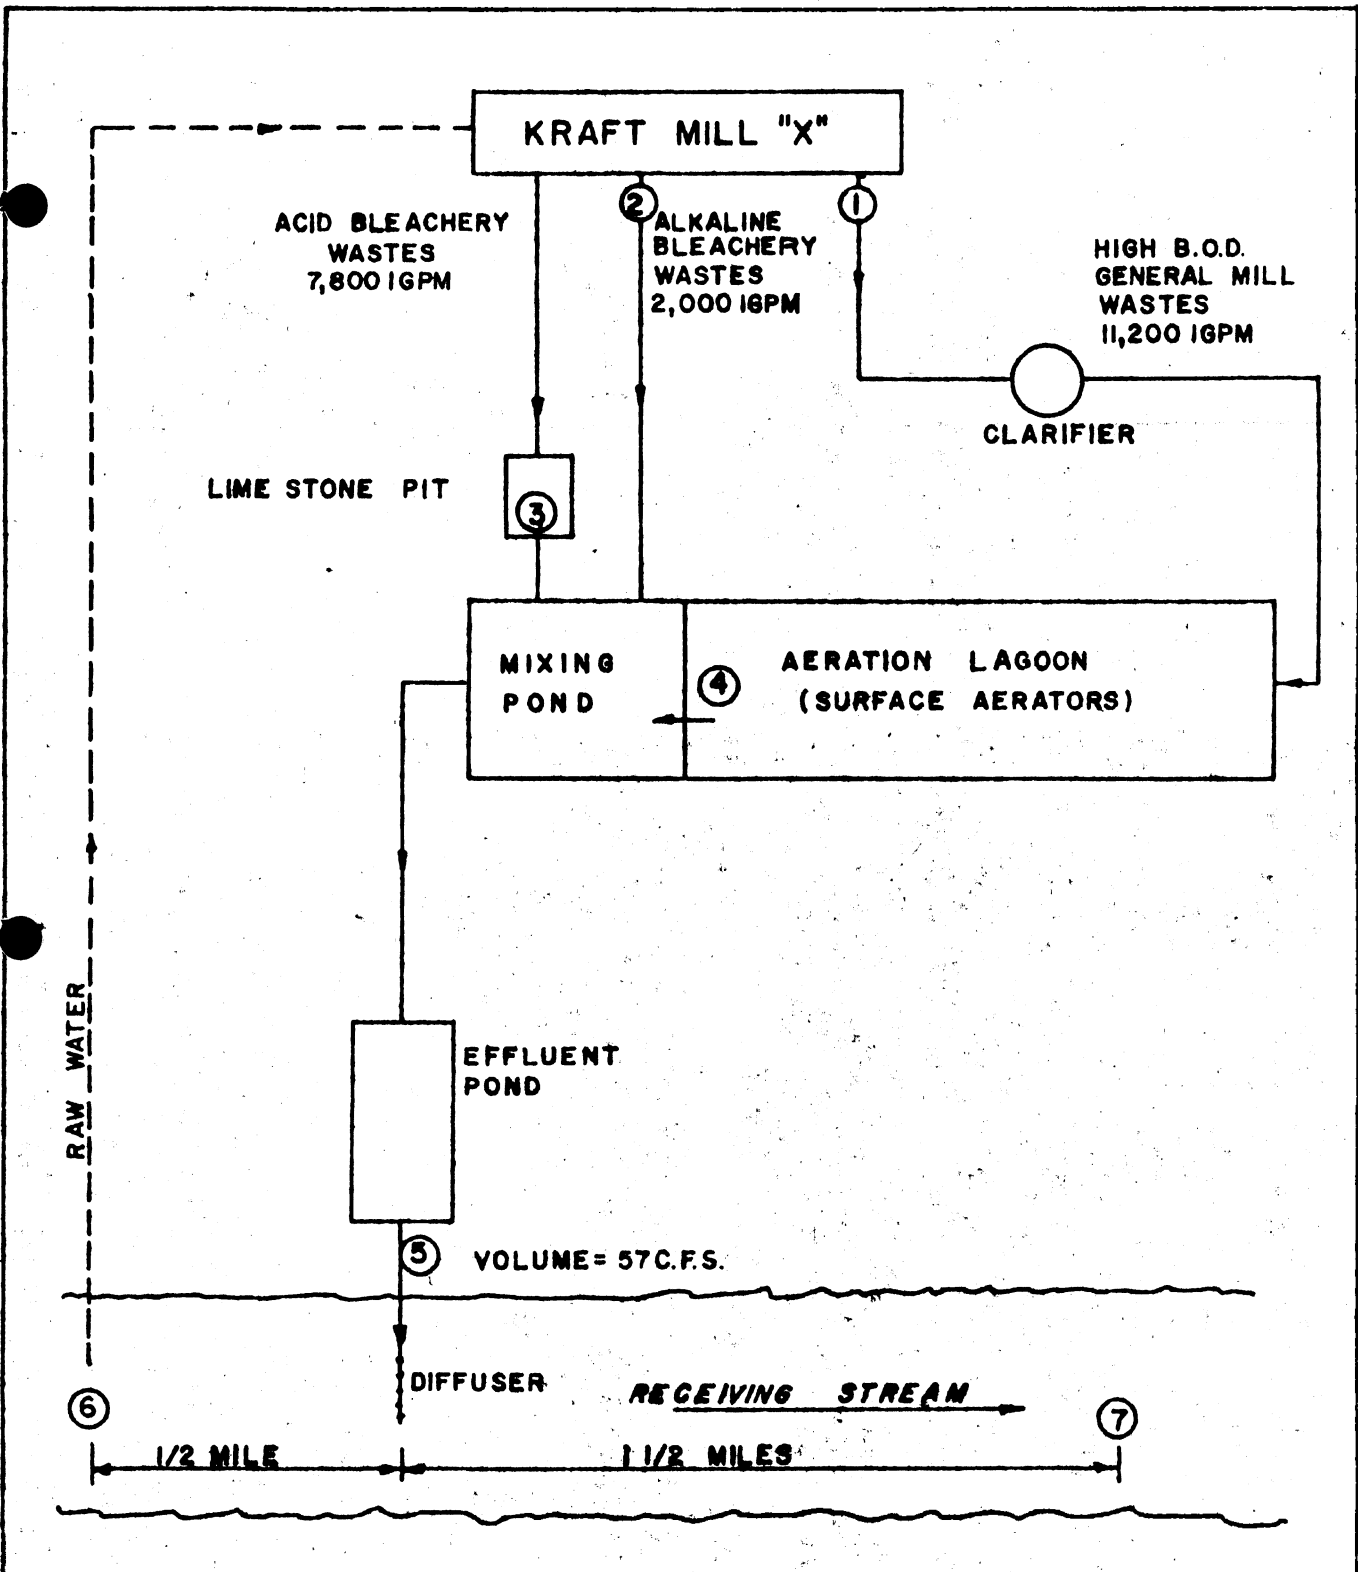 KRAFT MILL "X"
ACID BLEACHERY
WASTES
7,800 IGPM
2
ALKALINE
BLEACHERY
WASTES
2,000 IGPM
1
HIGH B.O.D.
GENERAL MILL
WASTES
11,200 IGPM
CLARIFIER
LIME STONE PIT
3
MIXING
POND
4
AERATION LAGOON
(SURFACE AERATORS)
RAW WATER
EFFLUENT
POND
5
VOLUME= 57 C.F.S.
DIFFUSER
RECEIVING STREAM
6
7
1/2 MILE
1 1/2 MILES